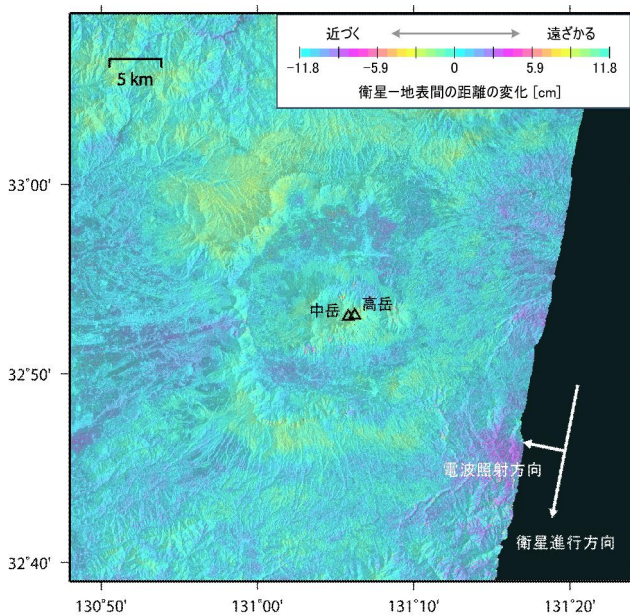 近づく 遠ざかる
-11.8 -5.9 0 5.9 11.8
衛星ー地表間の距離の変化 [cm]
5 km
33°00'
中岳 高岳
32°50'
電波照射方向
衛星進行方向
32°40'
130°50' 131°00' 131°10' 131°20'